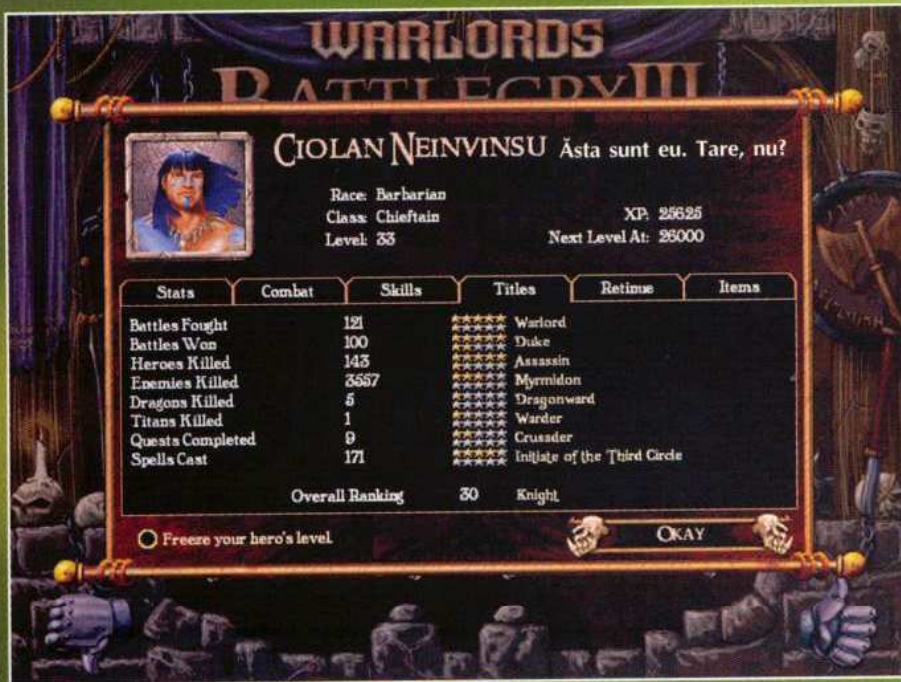 WARLORDS
BATTLECRY III
CIOLAN NEINVINSU Ăsta sunt eu. Tare, nu?
Race: Barbarian
Class: Chieftain
XP: 25625
Level: 33
Next Level At: 26000
Stats Combat Skills Titles Retinue Items
Battles Fought 121 Warlord
Battles Won 100 Duke
Heroes Killed 143 Assassin
Enemies Killed 3557 Myrmidon
Dragons Killed 5 Dragonward
Titans Killed 1 Warder
Quests Completed 9 Crusader
Spells Cast 171 Initiate of the Third Circle
Overall Ranking 30 Knight
Freeze your hero's level.
OKAY